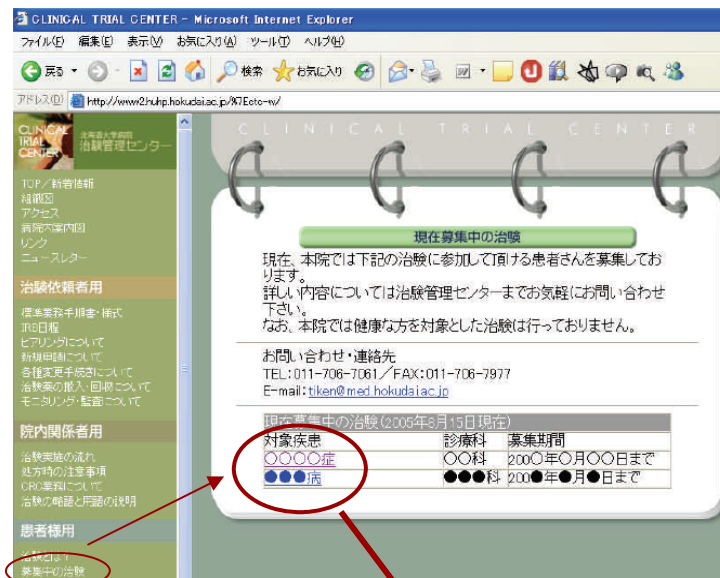 CLINICAL TRIAL CENTER - Microsoft Internet Explorer
ファイル(F) 編集(E) 表示(V) お気に入り(A) ツール(T) ヘルプ(H)
戻る 検索 お気に入り
アドレス(D) http://www2.huhp.hokudai.ac.jp/%7Ectc-w/
CLINICAL TRIAL CENTER
北海道大学病院
治験管理センター
TOP/新着情報
組織図
アクセス
病院内案内図
リンク
ニュースレター
治験依頼者用
標準業務手順書・様式
IRB日程
ヒアリングについて
新規申請について
各種変更手続きについて
治験薬の搬入・回収について
モニタリング・監査について
院内関係者用
治験実施の流れ
処方時の注意事項
CRC業務について
治験の略語と用語の説明
患者様用
治験とは?
募集中の治験
CLINICAL TRIAL CENTER
現在募集中の治験
現在、本院では下記の治験に参加して頂ける患者さんを募集してお
ります。
詳しい内容については治験管理センターまでお気軽にお問い合わせ
下さい。
なお、本院では健康な方を対象とした治験は行っておりません。
お問い合わせ・連絡先
TEL:011-706-7061/FAX:011-706-7977
E-mail:tiken@med.hokudai.ac.jp
現在募集中の治験(2005年8月15日現在)
対象疾患 診療科 募集期間
○○○○症 ○○科 200○年○月○○日まで
●●●病 ●●●科 200●年●月●日まで